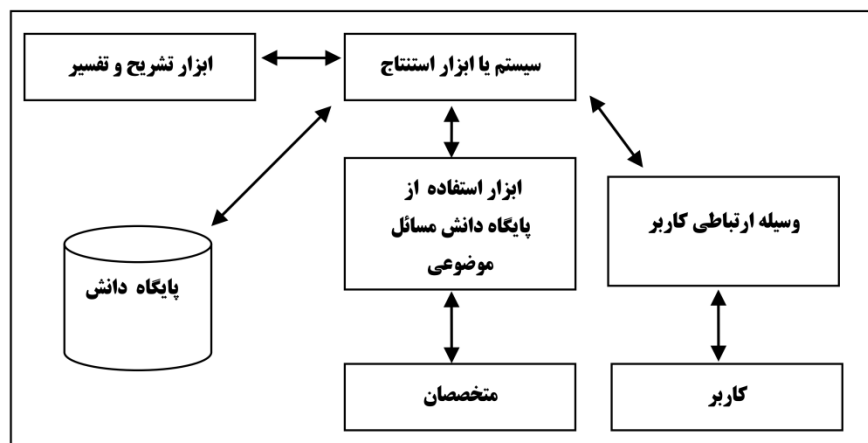 سیستم یا ابزار استنتاج
ابزار تشریح و تفسیر
ابزار استفاده از
پایگاه دانش مسائل
موضوعی
وسیله ارتباطی کاربر
پایگاه دانش
کاربر
متخصصان